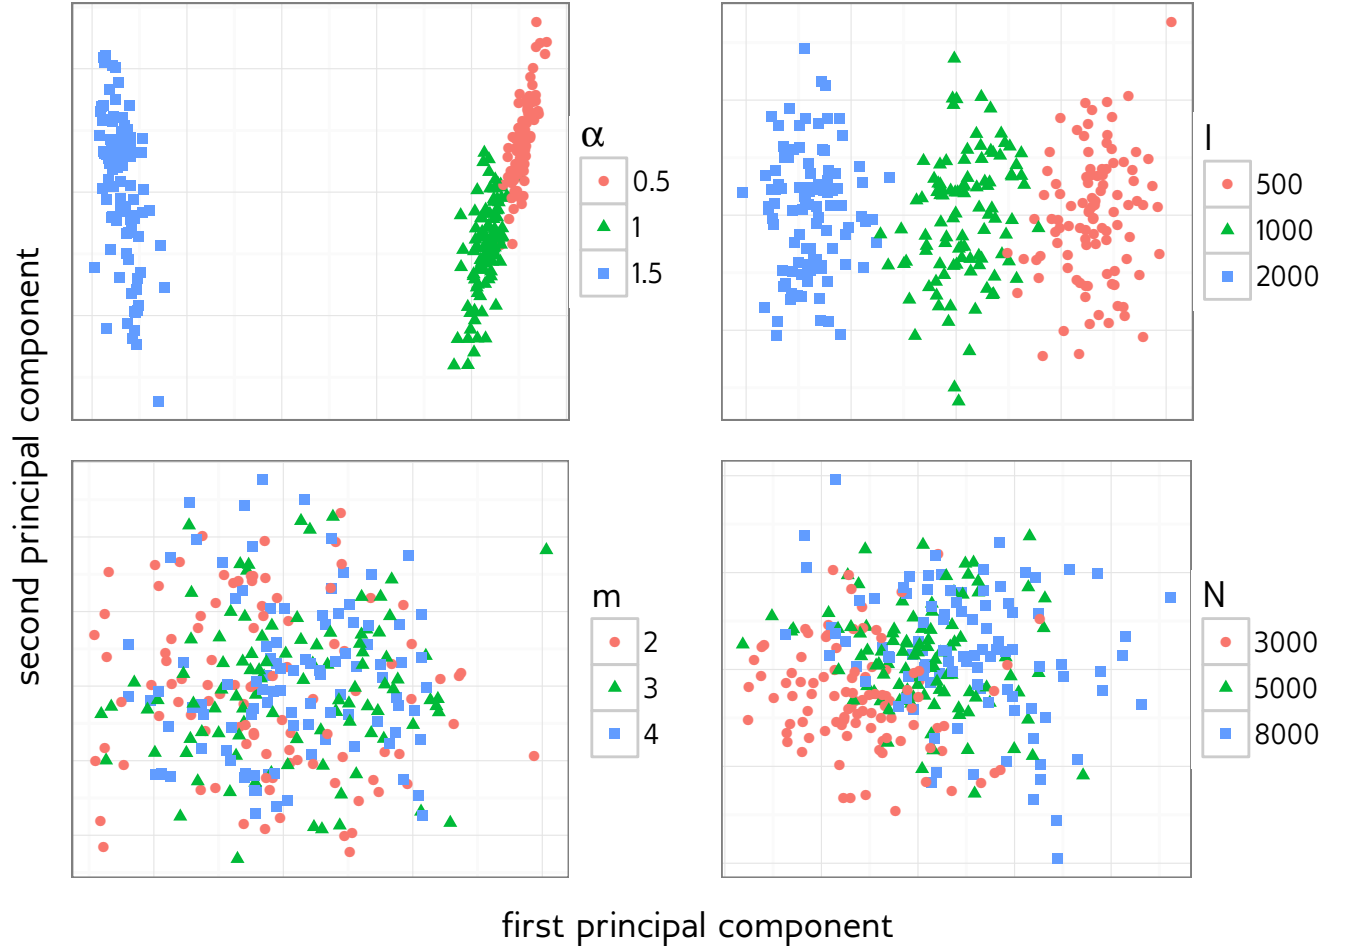 second principal component
α
0.5
1
1.5
l
500
1000
2000
m
2
3
4
N
3000
5000
8000
first principal component